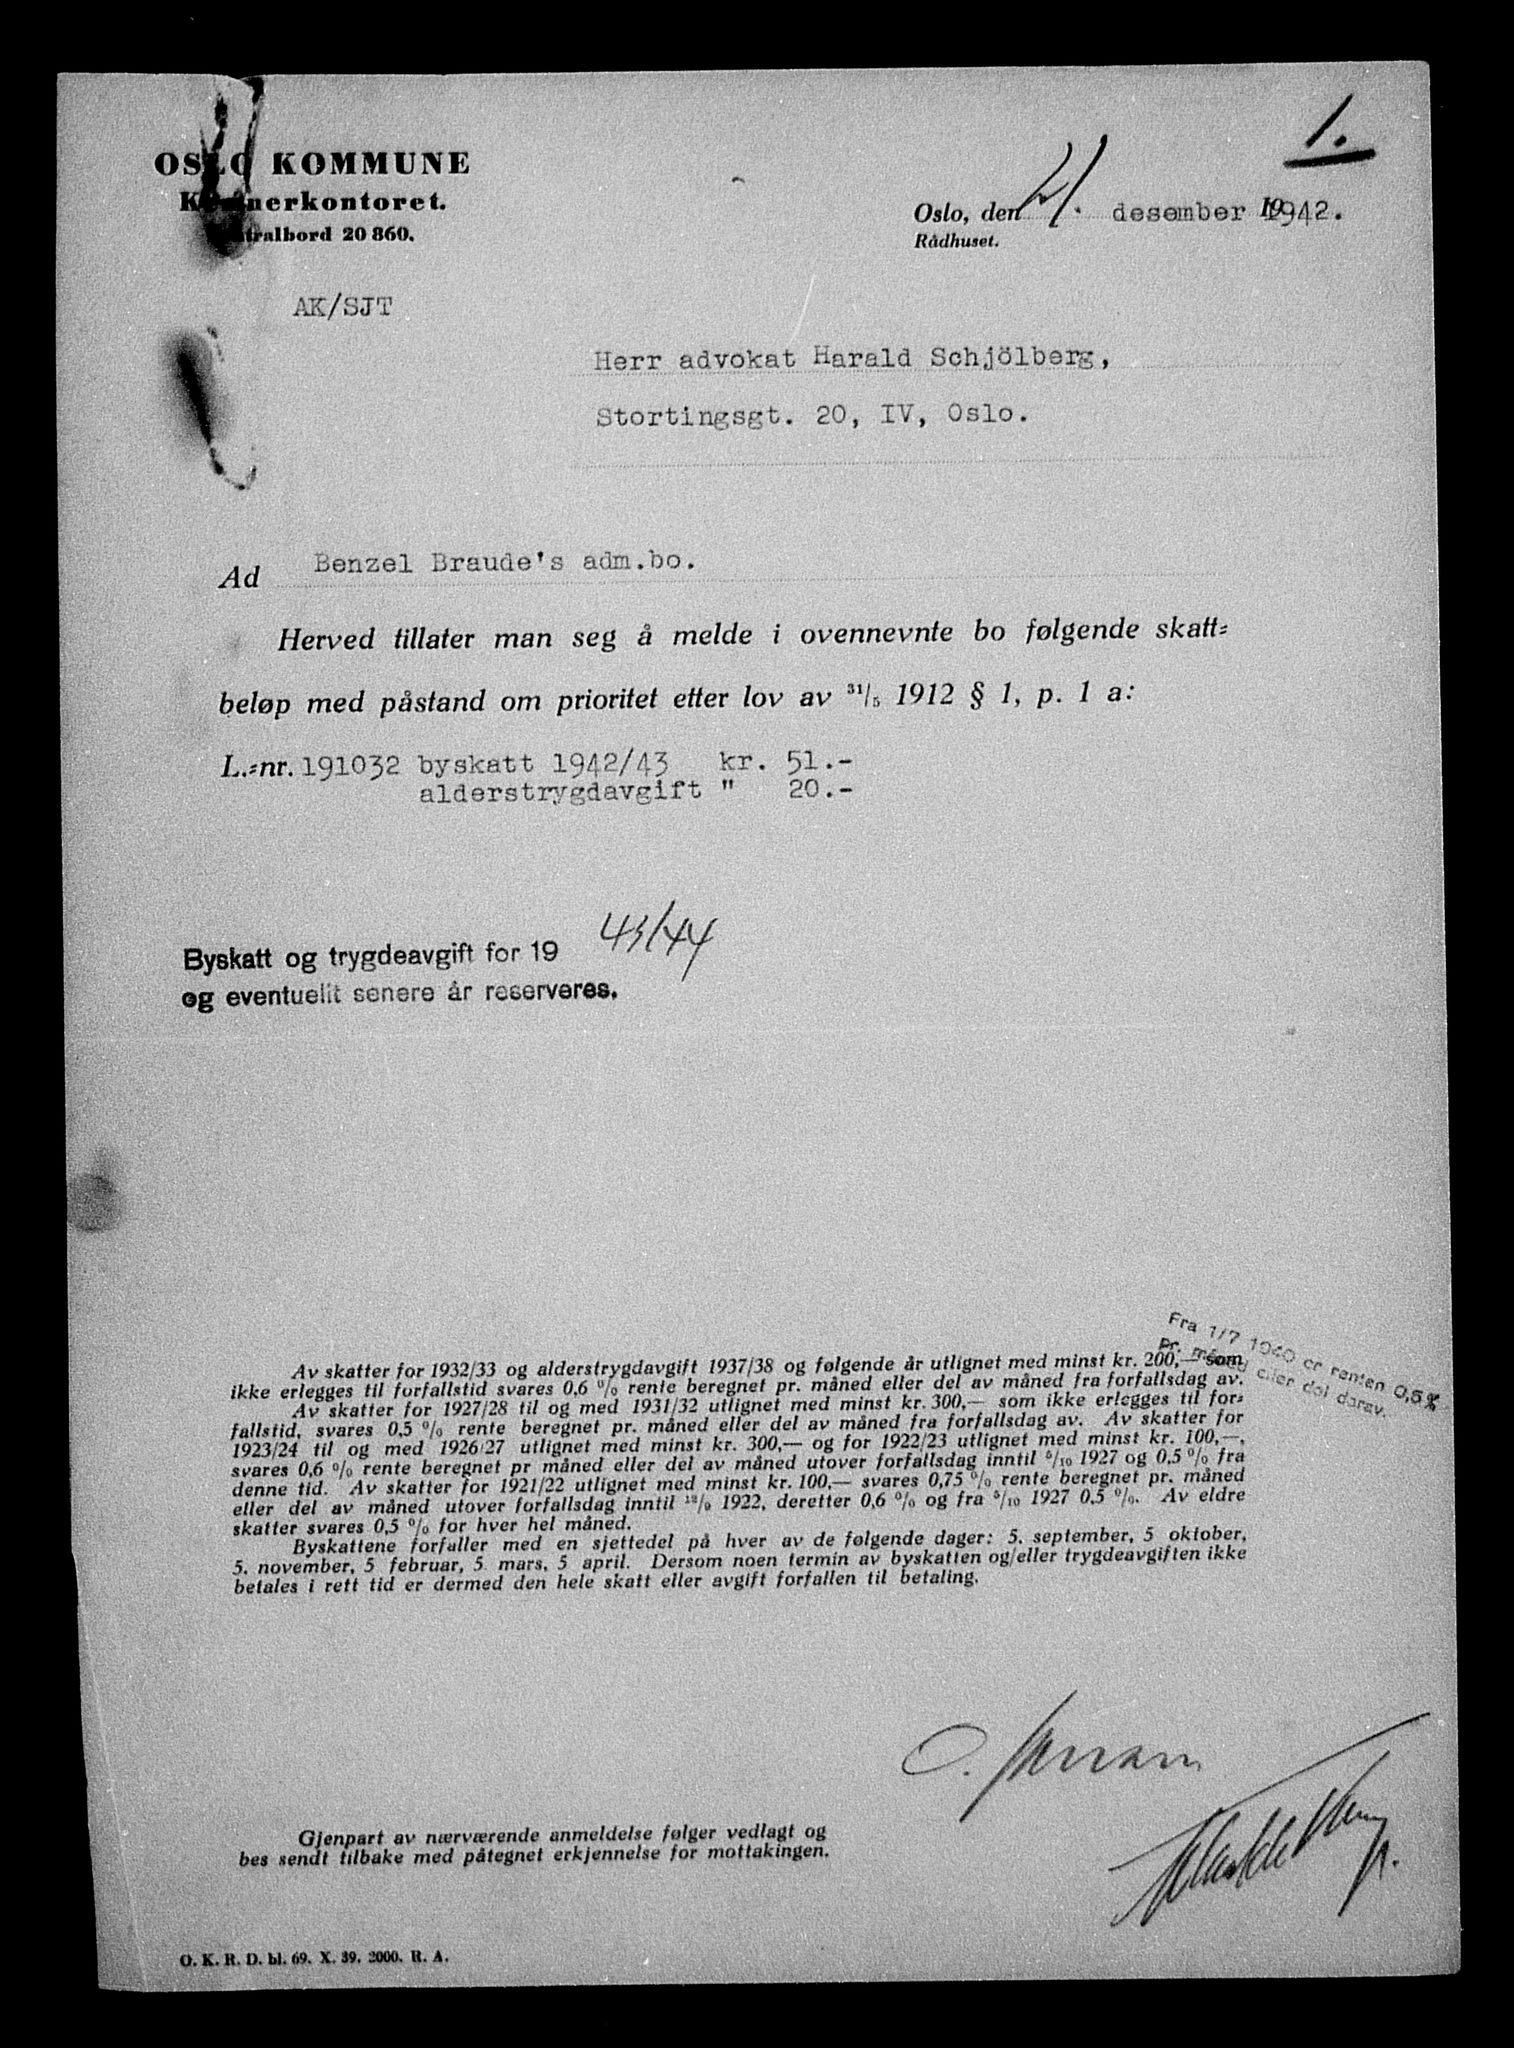 1.
OSLO KOMMUNE
Kemnerkontoret.
Sentralbord 20 860.
Oslo, den 21. desember 1942.
Rådhuset.
AK/SJT
Herr advokat Harald Schjölberg,
Stortingsgt. 20, IV, Oslo.
Ad Benzel Braude's adm.bo.
Herved tillater man seg å melde i ovennevnte bo følgende skatt-
beløp med påstand om prioritet etter lov av 31/5 1912 § 1, p. 1 a:
L.-nr. 191032 byskatt 1942/43 kr. 51.-
alderstrygdavgift " 20.-
Byskatt og trygdeavgift for 19 43/44
og eventuelit senere år reserveres.
Fra 1/7 1940 er renten 0,5%
pr. måned eller del derav.
Av skatter for 1932/33 og alderstrygdavgift 1937/38 og følgende år utlignet med minst kr. 200,— som
ikke erlegges til forfallstid svares 0,6 % rente beregnet pr. måned eller del av måned fra forfallsdag av.
Av skatter for 1927/28 til og med 1931/32 utlignet med minst kr. 300,— som ikke erlegges til for-
fallstid, svares 0,5 % rente beregnet pr. måned eller del av måned fra forfallsdag av. Av skatter for
1923/24 til og med 1926/27 utlignet med minst kr. 300,— og for 1922/23 utlignet med minst kr. 100,—,
svares 0,6 % rente beregnet pr måned eller del av måned utover forfallsdag inntil 5/10 1927 og 0,5 % fra
denne tid. Av skatter for 1921/22 utlignet med minst kr. 100,— svares 0,75 % rente beregnet pr. måned
eller del av måned utover forfallsdag inntil 12/9 1922, deretter 0,6 % og fra 5/10 1927 0,5 %. Av eldre
skatter svares 0,5 % for hver hel måned.
Byskattene forfaller med en sjettedel på hver av de følgende dager: 5. september, 5 oktober,
5. november, 5 februar, 5 mars, 5 april. Dersom noen termin av byskatten og/eller trygdeavgiften ikke
betales i rett tid er dermed den hele skatt eller avgift forfallen til betaling.
Gjenpart av nærværende anmeldelse følger vedlagt og
bes sendt tilbake med påtegnet erkjennelse for mottakingen.
O. K. R. D. bl. 69. X. 39. 2000. R. A.